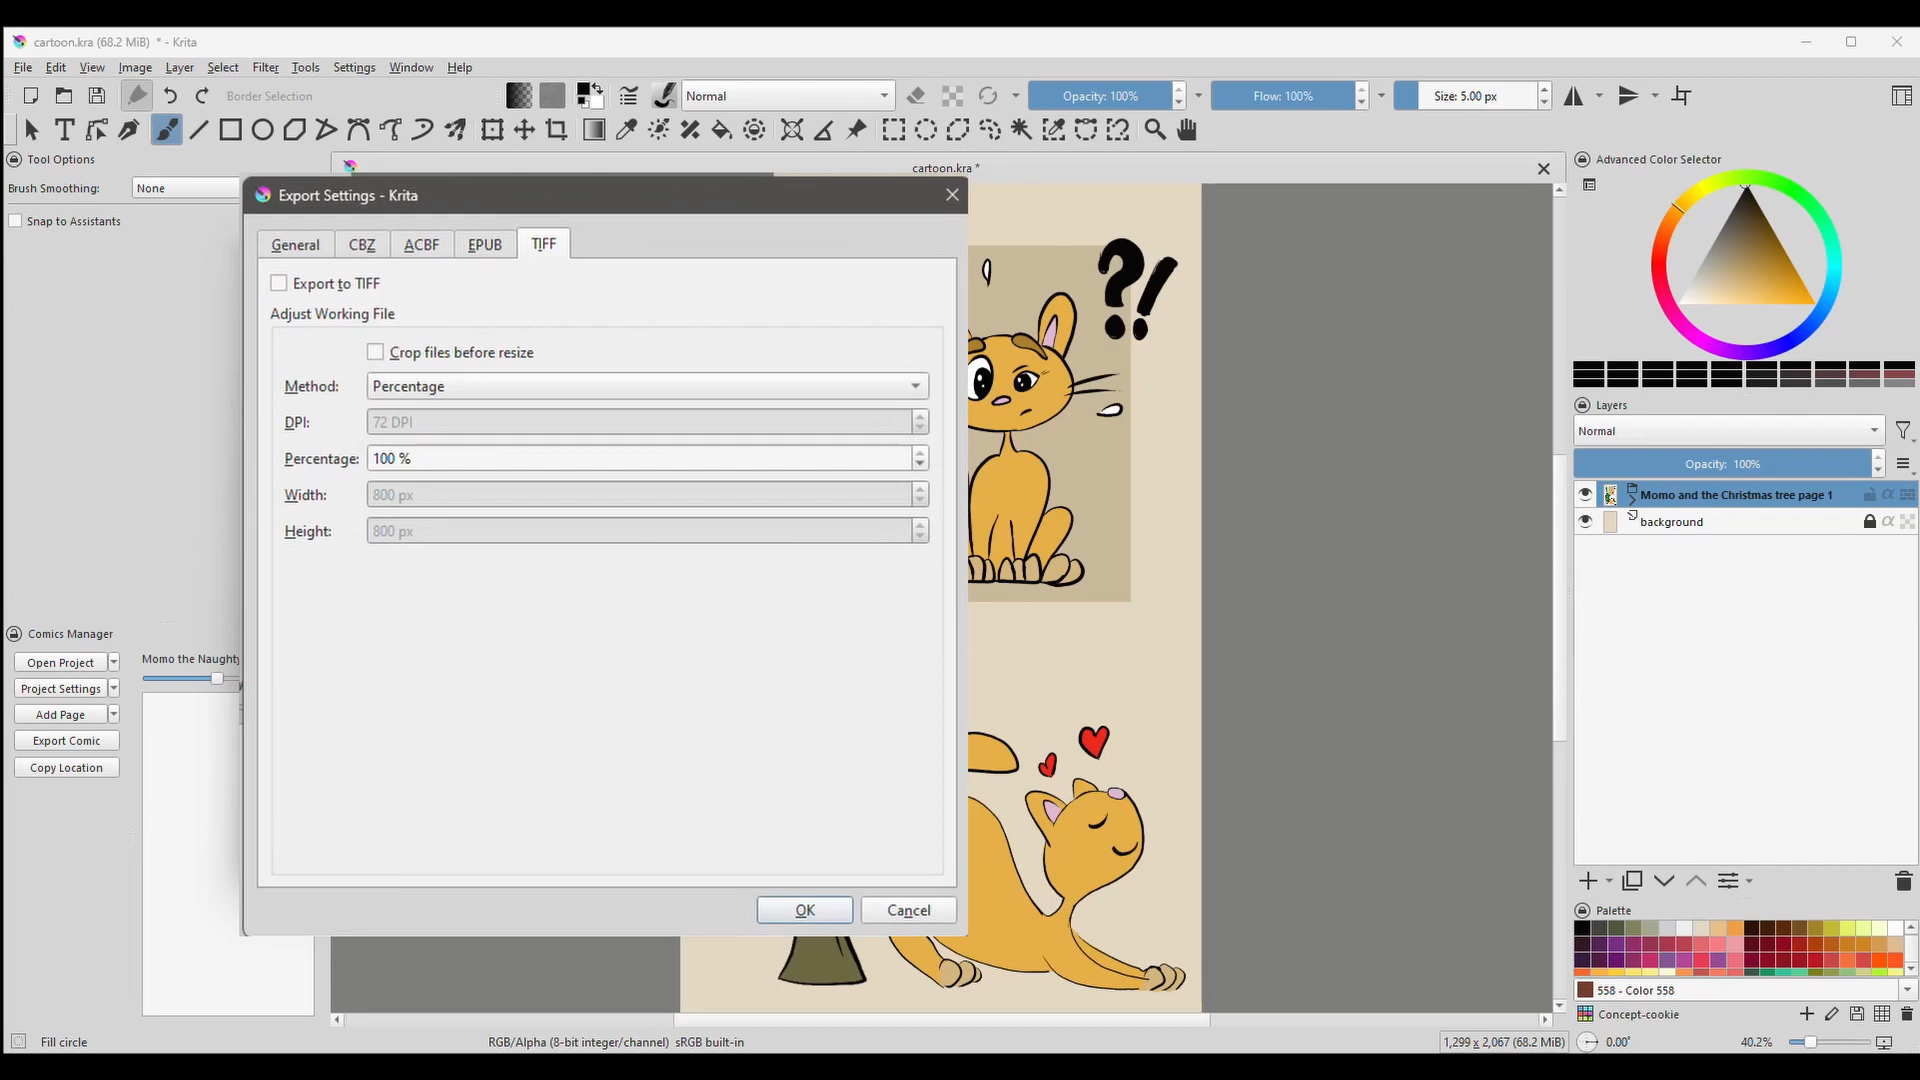 cartoon.kra (68.2 MiB) * - Krita
File Edit View Image Layer Select Filter Tools Settings Window Help
Border Selection
Normal
Opacity: 100%
Flow: 100%
Size: 5.00 px
Tool Options
cartoon.kra *
Advanced Color Selector
Brush Smoothing: None
Snap to Assistants
Export Settings - Krita
General CBZ ACBF EPUB TIFF
Export to TIFF
Adjust Working File
Crop files before resize
Method: Percentage
DPI: 72 DPI
Percentage: 100 %
Width: 800 px
Height: 800 px
OK Cancel
?!
Layers
Normal
Opacity: 100%
Momo and the Christmas tree page 1
background
Comics Manager
Open Project
Project Settings
Add Page
Export Comic
Copy Location
Momo the Naughty
Palette
558 - Color 558
Concept-cookie
Fill circle
RGB/Alpha (8-bit integer/channel) sRGB built-in
1,299 x 2,067 (68.2 MiB)
0.00°
40.2%